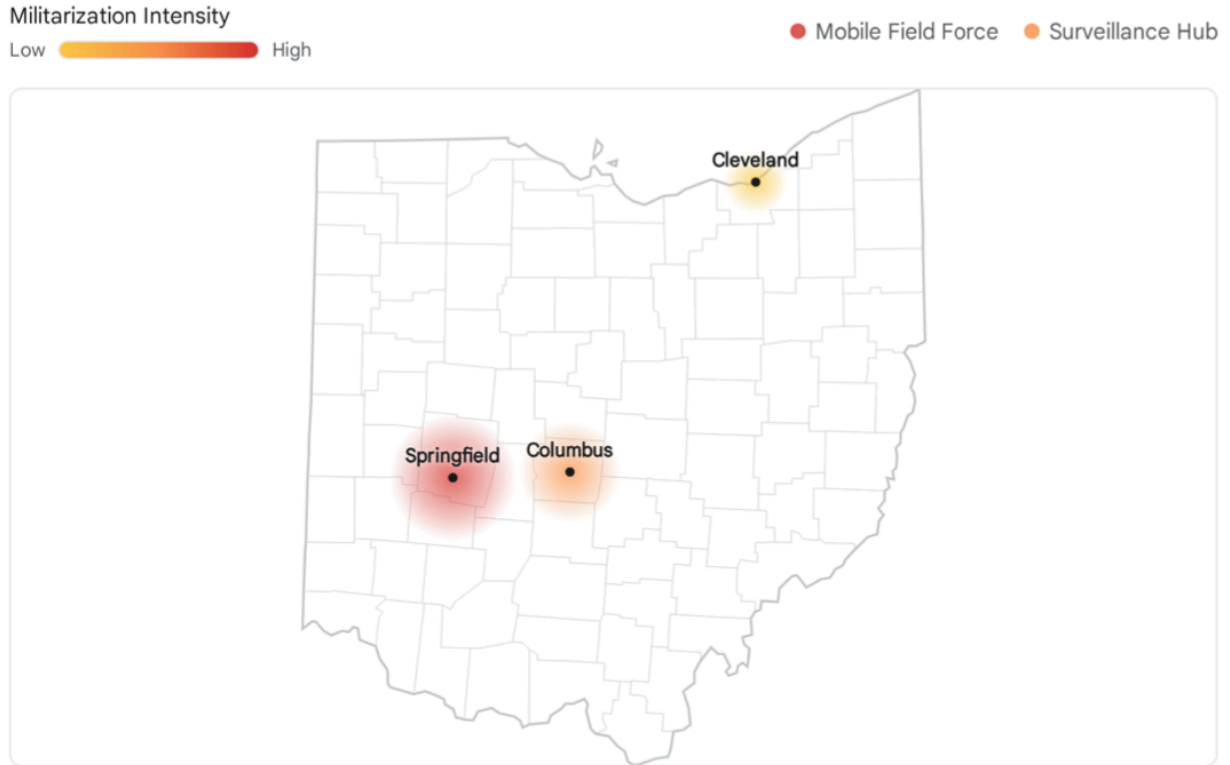 Militarization Intensity
Low High
Mobile Field Force Surveillance Hub
Cleveland
Springfield
Columbus